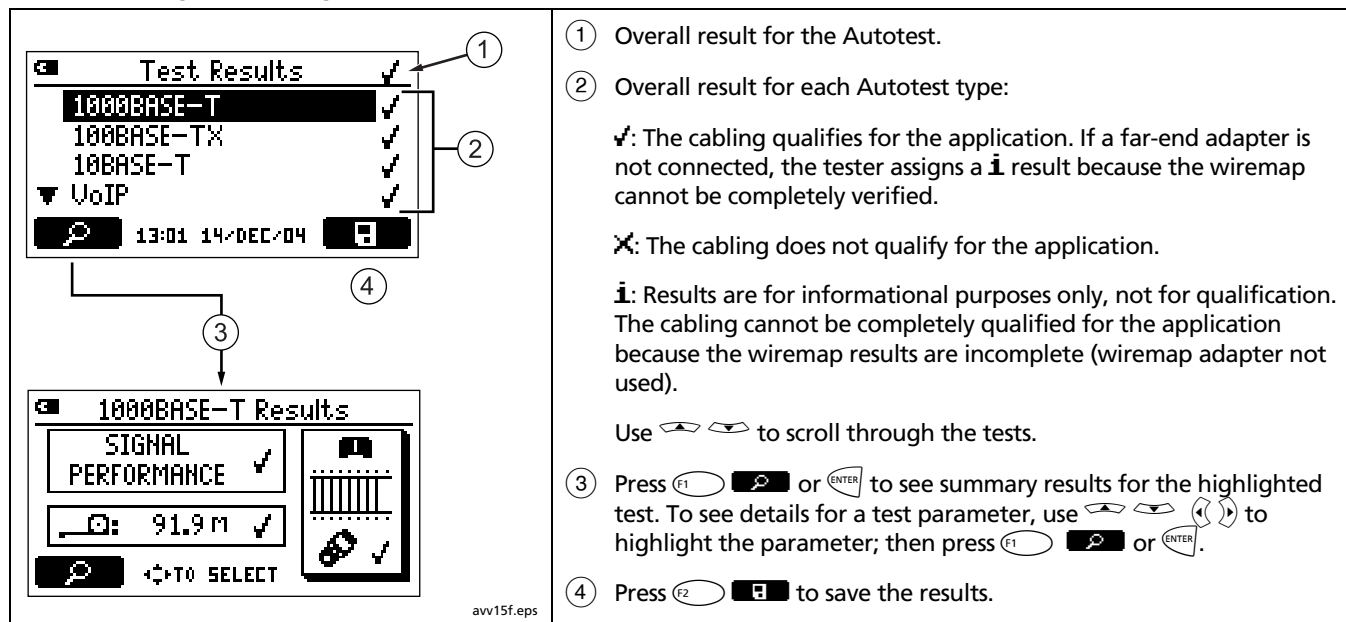 Test Results
1000BASE-T
100BASE-TX
10BASE-T
VoIP
13:01 14/DEC/04
1
2
4
3
1000BASE-T Results
SIGNAL
PERFORMANCE
: 91.9 m
TO SELECT
avv15f.eps
1 Overall result for the Autotest.
2 Overall result for each Autotest type:
✓: The cabling qualifies for the application. If a far-end adapter is
not connected, the tester assigns a i result because the wiremap
cannot be completely verified.
X: The cabling does not qualify for the application.
i: Results are for informational purposes only, not for qualification.
The cabling cannot be completely qualified for the application
because the wiremap results are incomplete (wiremap adapter not
used).
Use to scroll through the tests.
3 Press F1 or ENTER to see summary results for the highlighted
test. To see details for a test parameter, use to
highlight the parameter; then press F1 or ENTER.
4 Press F2 to save the results.